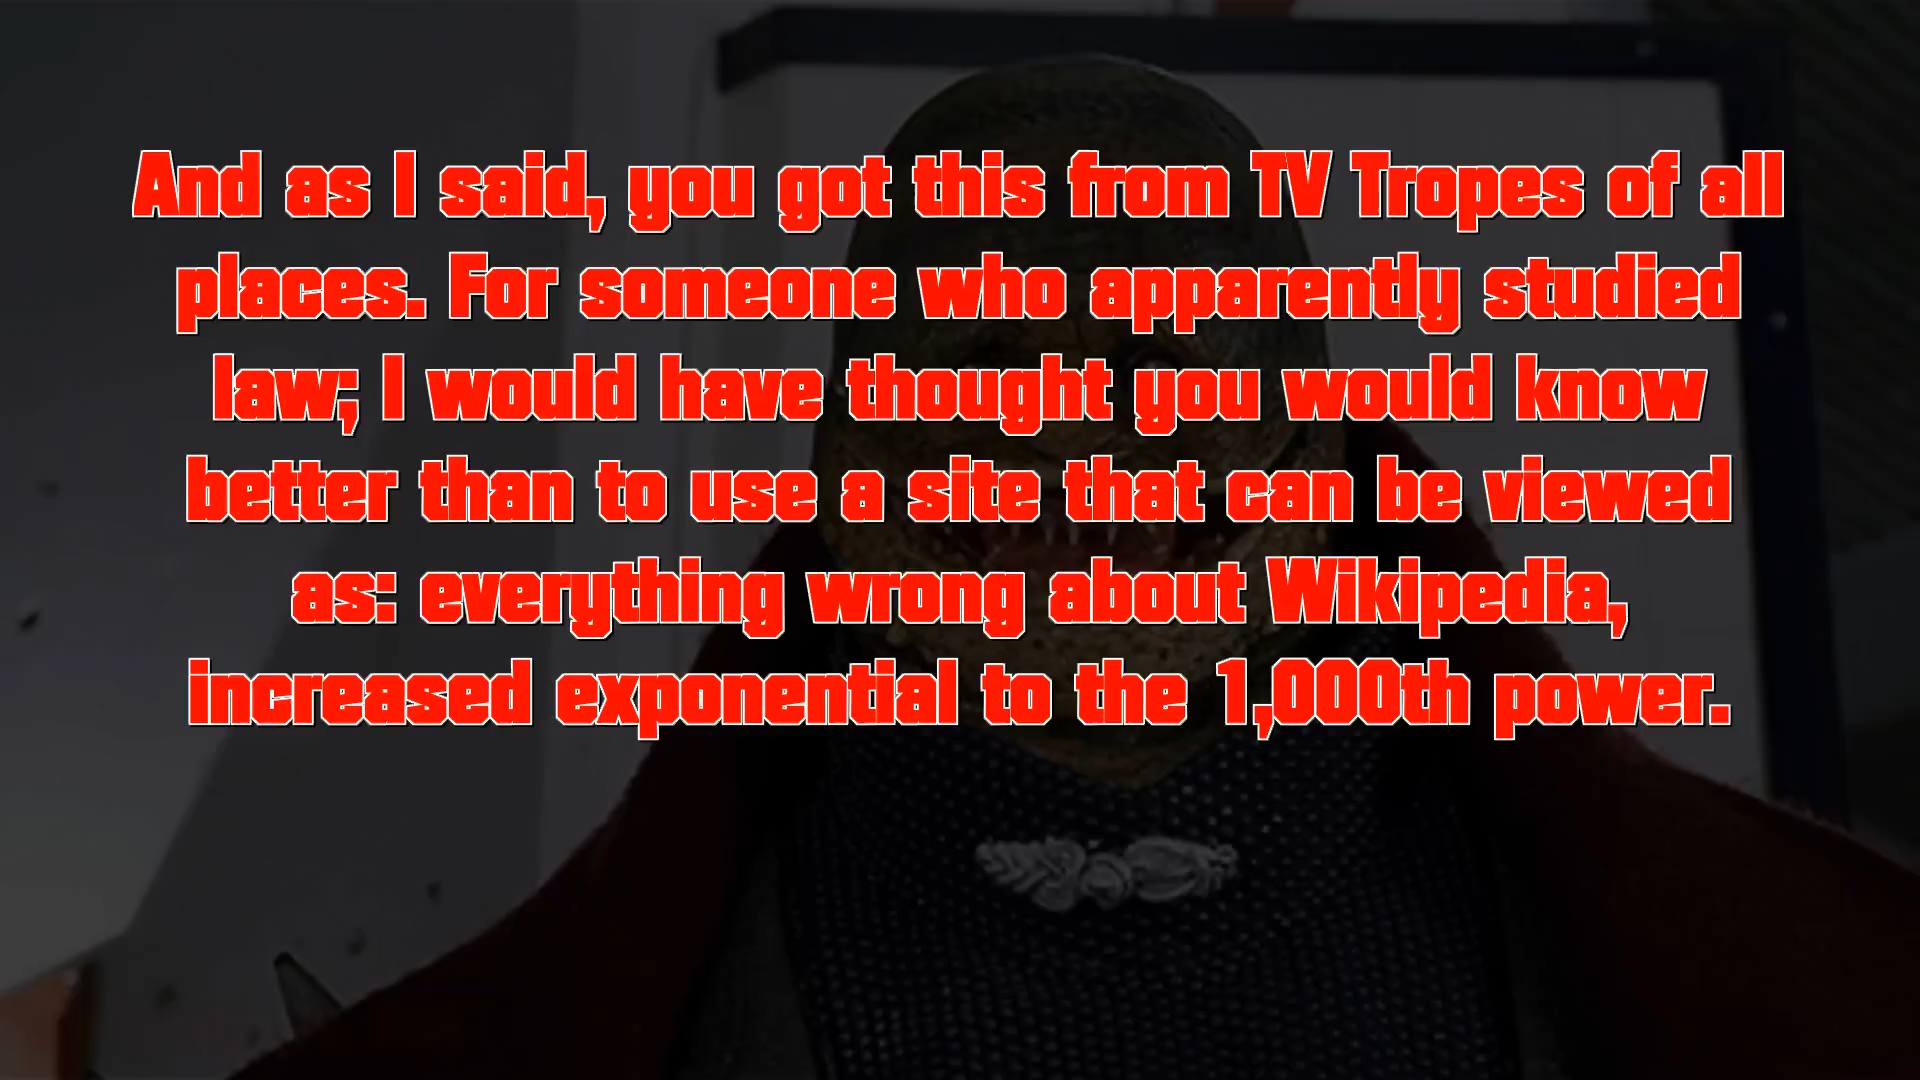 And as I said, you got this from TV Tropes of all
places. For someone who apparently studied
law; I would have thought you would know
better than to use a site that can be viewed
as: everything wrong about Wikipedia,
increased exponential to the 1,000th power.